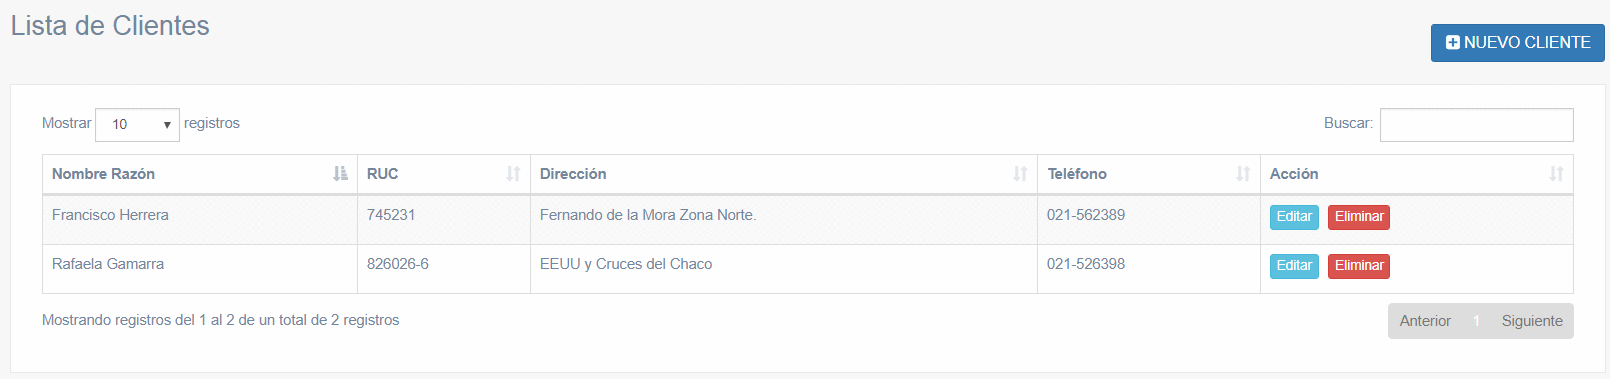 Lista de Clientes
NUEVO CLIENTE
Mostrar 10 registros Buscar:
Nombre Razón RUC Dirección Teléfono Acción
Francisco Herrera 745231 Fernando de la Mora Zona Norte. 021-562389 Editar Eliminar
Rafaela Gamarra 826026-6 EEUU y Cruces del Chaco 021-526398 Editar Eliminar
Mostrando registros del 1 al 2 de un total de 2 registros Anterior 1 Siguiente